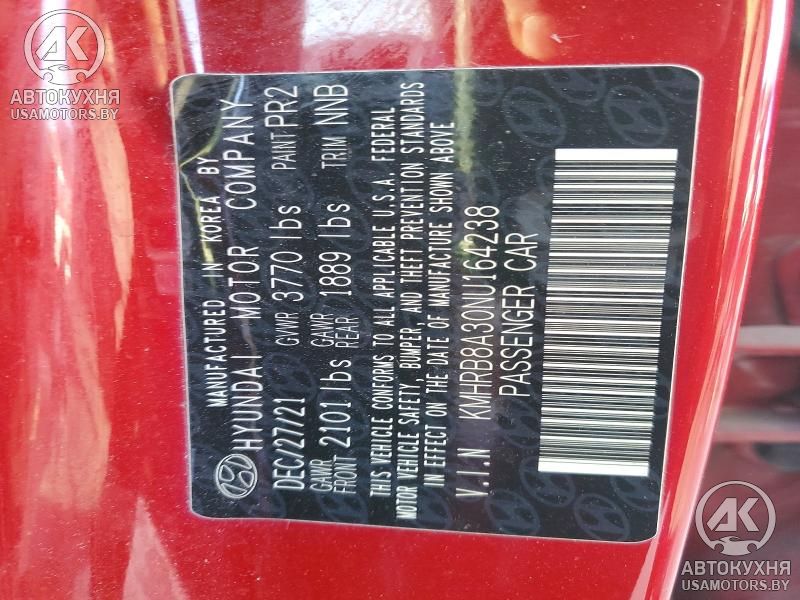 АК
АВТОКУХНЯ
USAMOTORS.BY
MANUFACTURED IN KOREA BY
HYUNDAI MOTOR COMPANY
DEC/27/21 GVWR 3770 lbs PAINT PR2
GAWR FRONT 2101 lbs GAWR REAR 1889 lbs TRIM NNB
THIS VEHICLE CONFORMS TO ALL APPLICABLE U.S.A. FEDERAL
MOTOR VEHICLE SAFETY, BUMPER, AND THEFT PREVENTION STANDARDS
IN EFFECT ON THE DATE OF MANUFACTURE SHOWN ABOVE
V.I.N KMHRB8A30NU164238
PASSENGER CAR
АК
АВТОКУХНЯ
USAMOTORS.BY